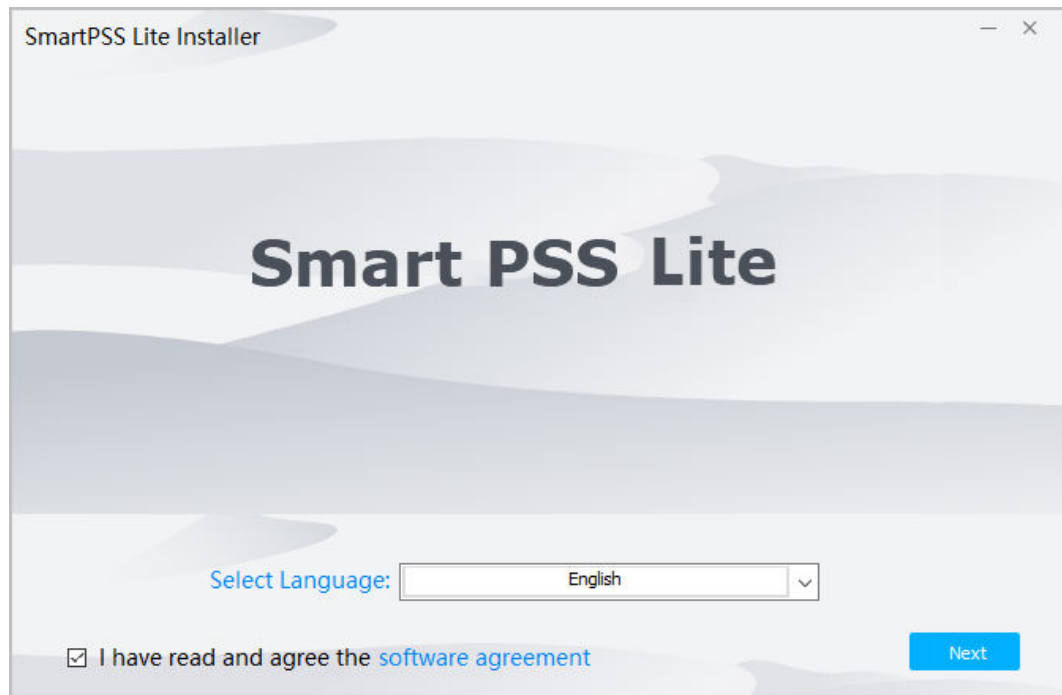 SmartPSS Lite Installer
Smart PSS Lite
Select Language: English
I have read and agree the software agreement
Next